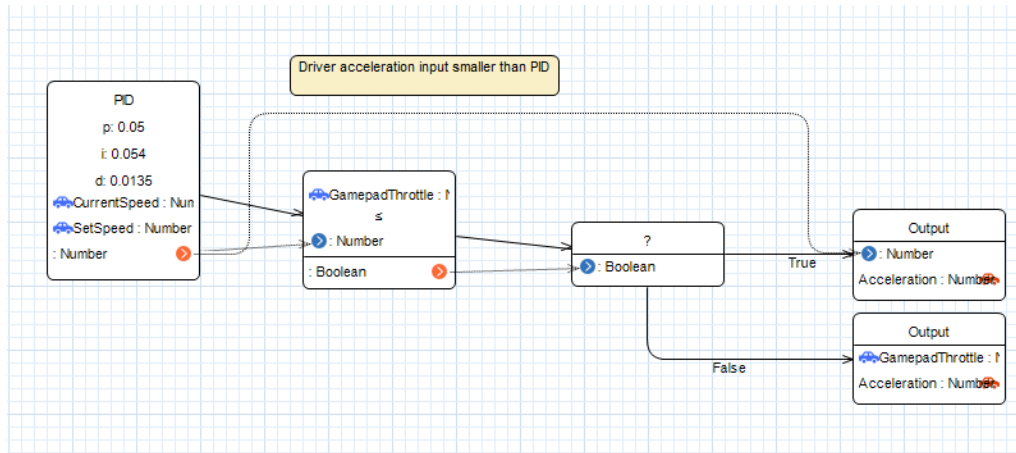 Driver acceleration input smaller than PID
PID
p: 0.05
i: 0.054
d: 0.0135
CurrentSpeed : Num
SetSpeed : Number
: Number
GamepadThrottle : N
≤
: Number
: Boolean
?
: Boolean
True
False
Output
: Number
Acceleration : Number
Output
GamepadThrottle : N
Acceleration : Number